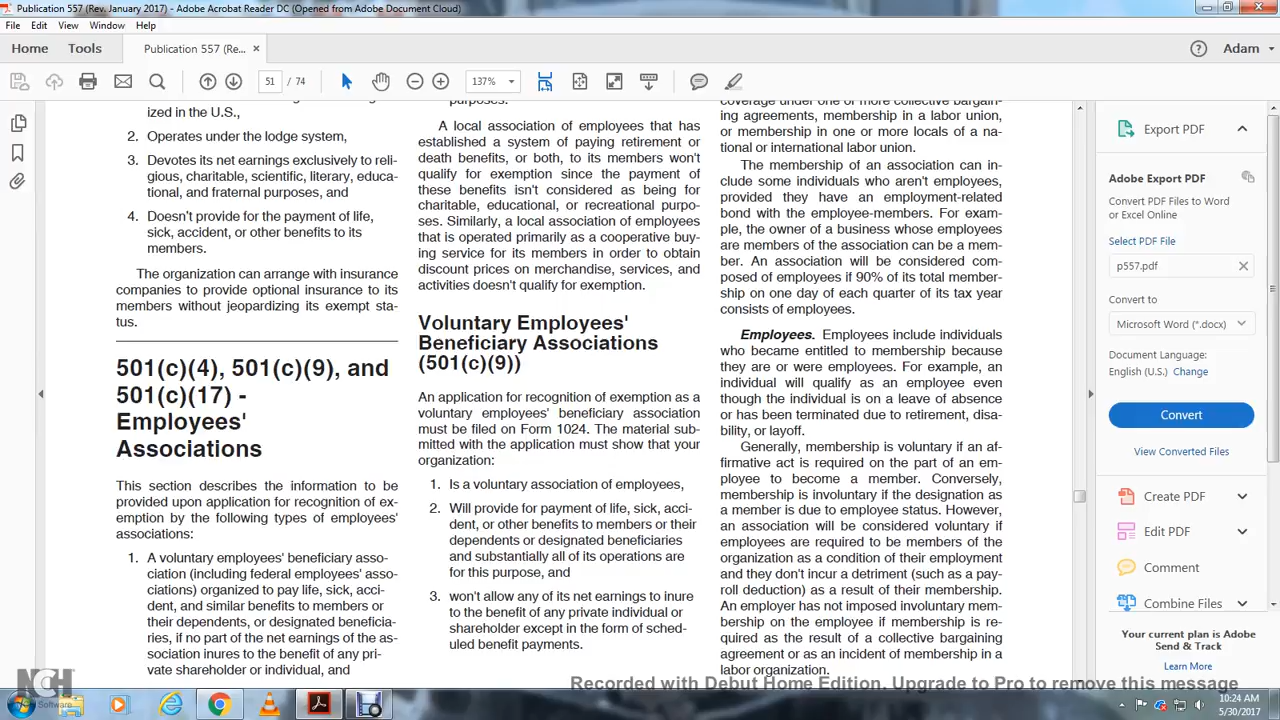 Publication 557 (Rev. January 2017) - Adobe Acrobat Reader DC (Opened from Adobe Document Cloud)
File Edit View Window Help
Home Tools Publication 557 (Re... × Adam
51 / 74 137%
ized in the U.S.,
2. Operates under the lodge system,
3. Devotes its net earnings exclusively to reli-
gious, charitable, scientific, literary, educa-
tional, and fraternal purposes, and
4. Doesn't provide for the payment of life,
sick, accident, or other benefits to its
members.
The organization can arrange with insurance
companies to provide optional insurance to its
members without jeopardizing its exempt sta-
tus.
501(c)(4), 501(c)(9), and
501(c)(17) -
Employees'
Associations
This section describes the information to be
provided upon application for recognition of ex-
emption by the following types of employees'
associations:
1. A voluntary employees' beneficiary asso-
ciation (including federal employees' asso-
ciations) organized to pay life, sick, acci-
dent, and similar benefits to members or
their dependents, or designated beneficia-
ries, if no part of the net earnings of the as-
sociation inures to the benefit of any pri-
vate shareholder or individual, and
purposes.
A local association of employees that has
established a system of paying retirement or
death benefits, or both, to its members won't
qualify for exemption since the payment of
these benefits isn't considered as being for
charitable, educational, or recreational purpo-
ses. Similarly, a local association of employees
that is operated primarily as a cooperative buy-
ing service for its members in order to obtain
discount prices on merchandise, services, and
activities doesn't qualify for exemption.
Voluntary Employees'
Beneficiary Associations
(501(c)(9))
An application for recognition of exemption as a
voluntary employees' beneficiary association
must be filed on Form 1024. The material sub-
mitted with the application must show that your
organization:
1. Is a voluntary association of employees,
2. Will provide for payment of life, sick, acci-
dent, or other benefits to members or their
dependents or designated beneficiaries
and substantially all of its operations are
for this purpose, and
3. won't allow any of its net earnings to inure
to the benefit of any private individual or
shareholder except in the form of sched-
uled benefit payments.
coverage under one or more collective bargain-
ing agreements, membership in a labor union,
or membership in one or more locals of a na-
tional or international labor union.
The membership of an association can in-
clude some individuals who aren't employees,
provided they have an employment-related
bond with the employee-members. For exam-
ple, the owner of a business whose employees
are members of the association can be a mem-
ber. An association will be considered com-
posed of employees if 90% of its total member-
ship on one day of each quarter of its tax year
consists of employees.
Employees. Employees include individuals
who became entitled to membership because
they are or were employees. For example, an
individual will qualify as an employee even
though the individual is on a leave of absence
or has been terminated due to retirement, disa-
bility, or layoff.
Generally, membership is voluntary if an af-
firmative act is required on the part of an em-
ployee to become a member. Conversely,
membership is involuntary if the designation as
a member is due to employee status. However,
an association will be considered voluntary if
employees are required to be members of the
organization as a condition of their employment
and they don't incur a detriment (such as a pay-
roll deduction) as a result of their membership.
An employer has not imposed involuntary mem-
bership on the employee if membership is re-
quired as the result of a collective bargaining
agreement or as an incident of membership in a
labor organization.
Export PDF
Adobe Export PDF
Convert PDF Files to Word
or Excel Online
Select PDF File
p557.pdf
Convert to
Microsoft Word (*.docx)
Document Language:
English (U.S.) Change
Convert
View Converted Files
Create PDF
Edit PDF
Comment
Combine Files
Your current plan is Adobe
Send & Track
Learn More
NCH
Software
Recorded with Debut Home Edition. Upgrade to Pro to remove this message
10:24 AM
5/30/2017